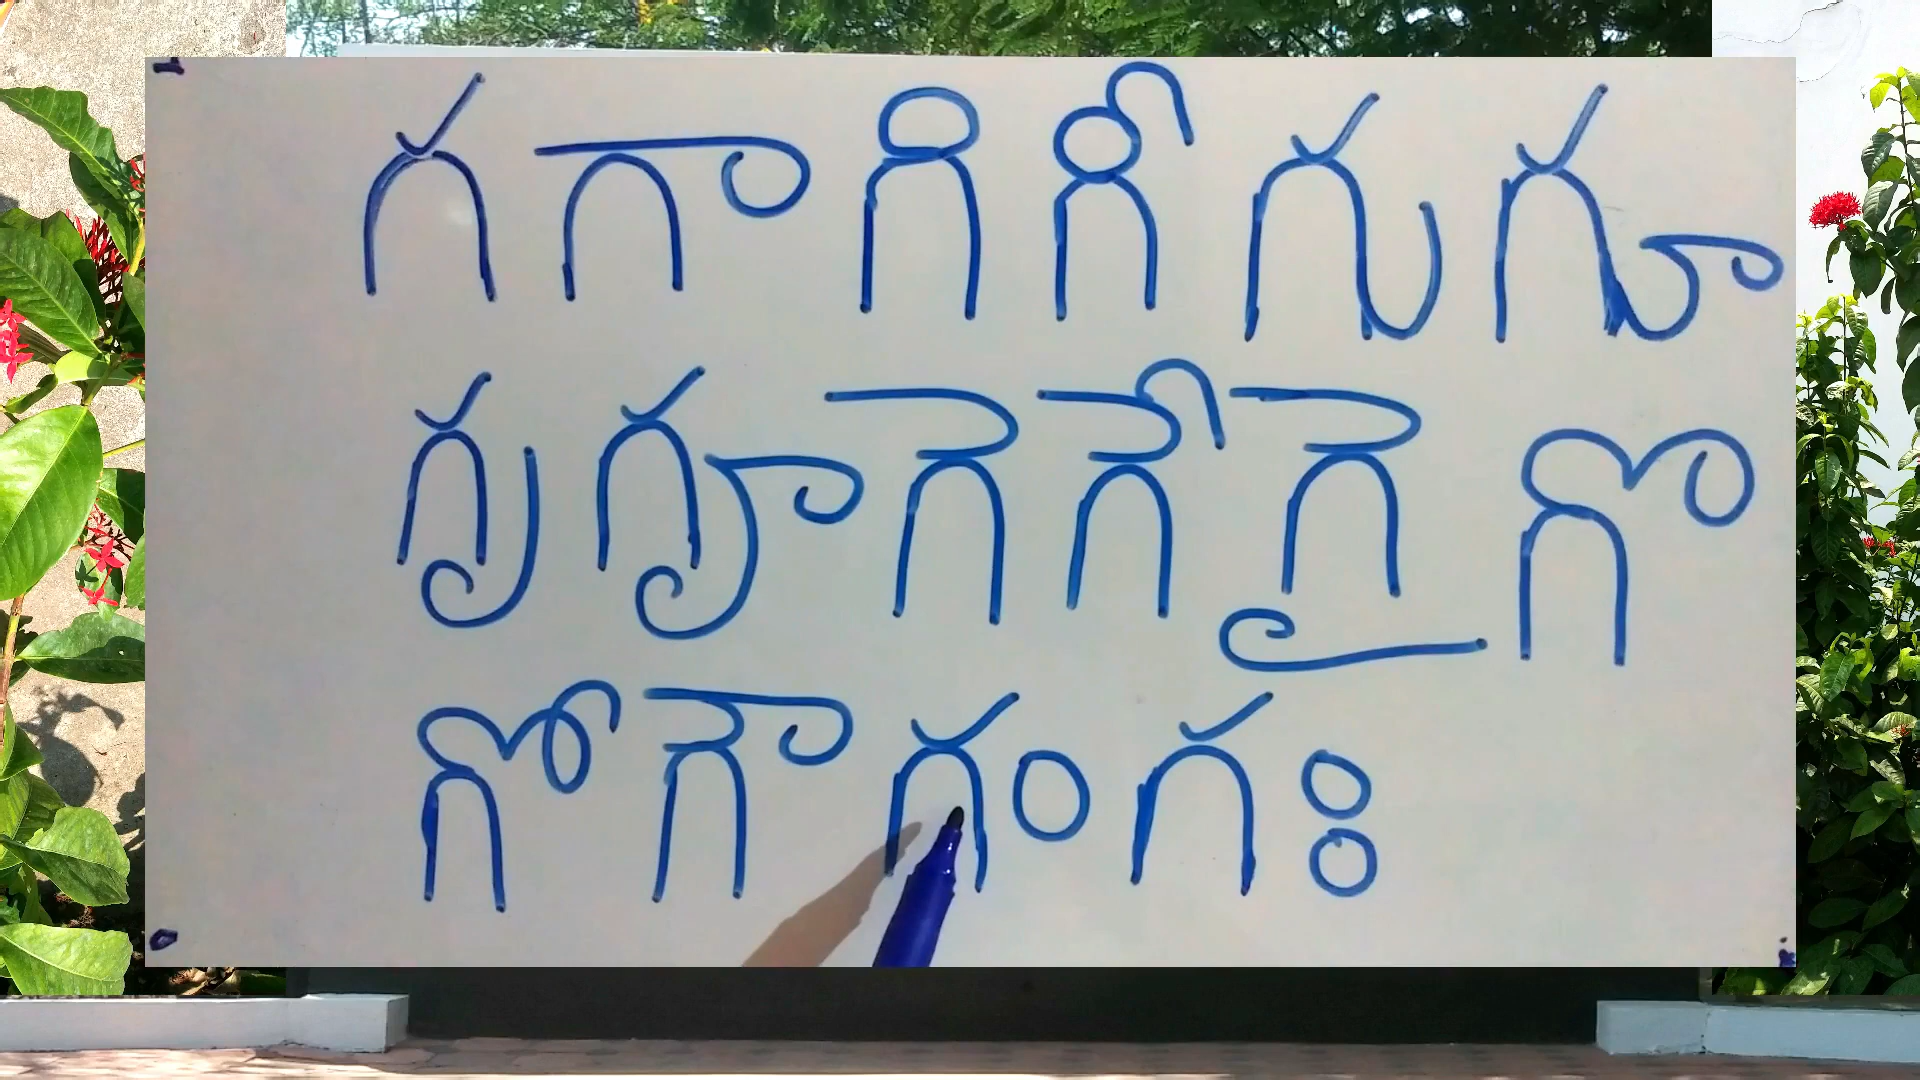 గ గా గి గీ గు గూ
గృ గౄ గె గే గై గొ
గో గౌ గం గః